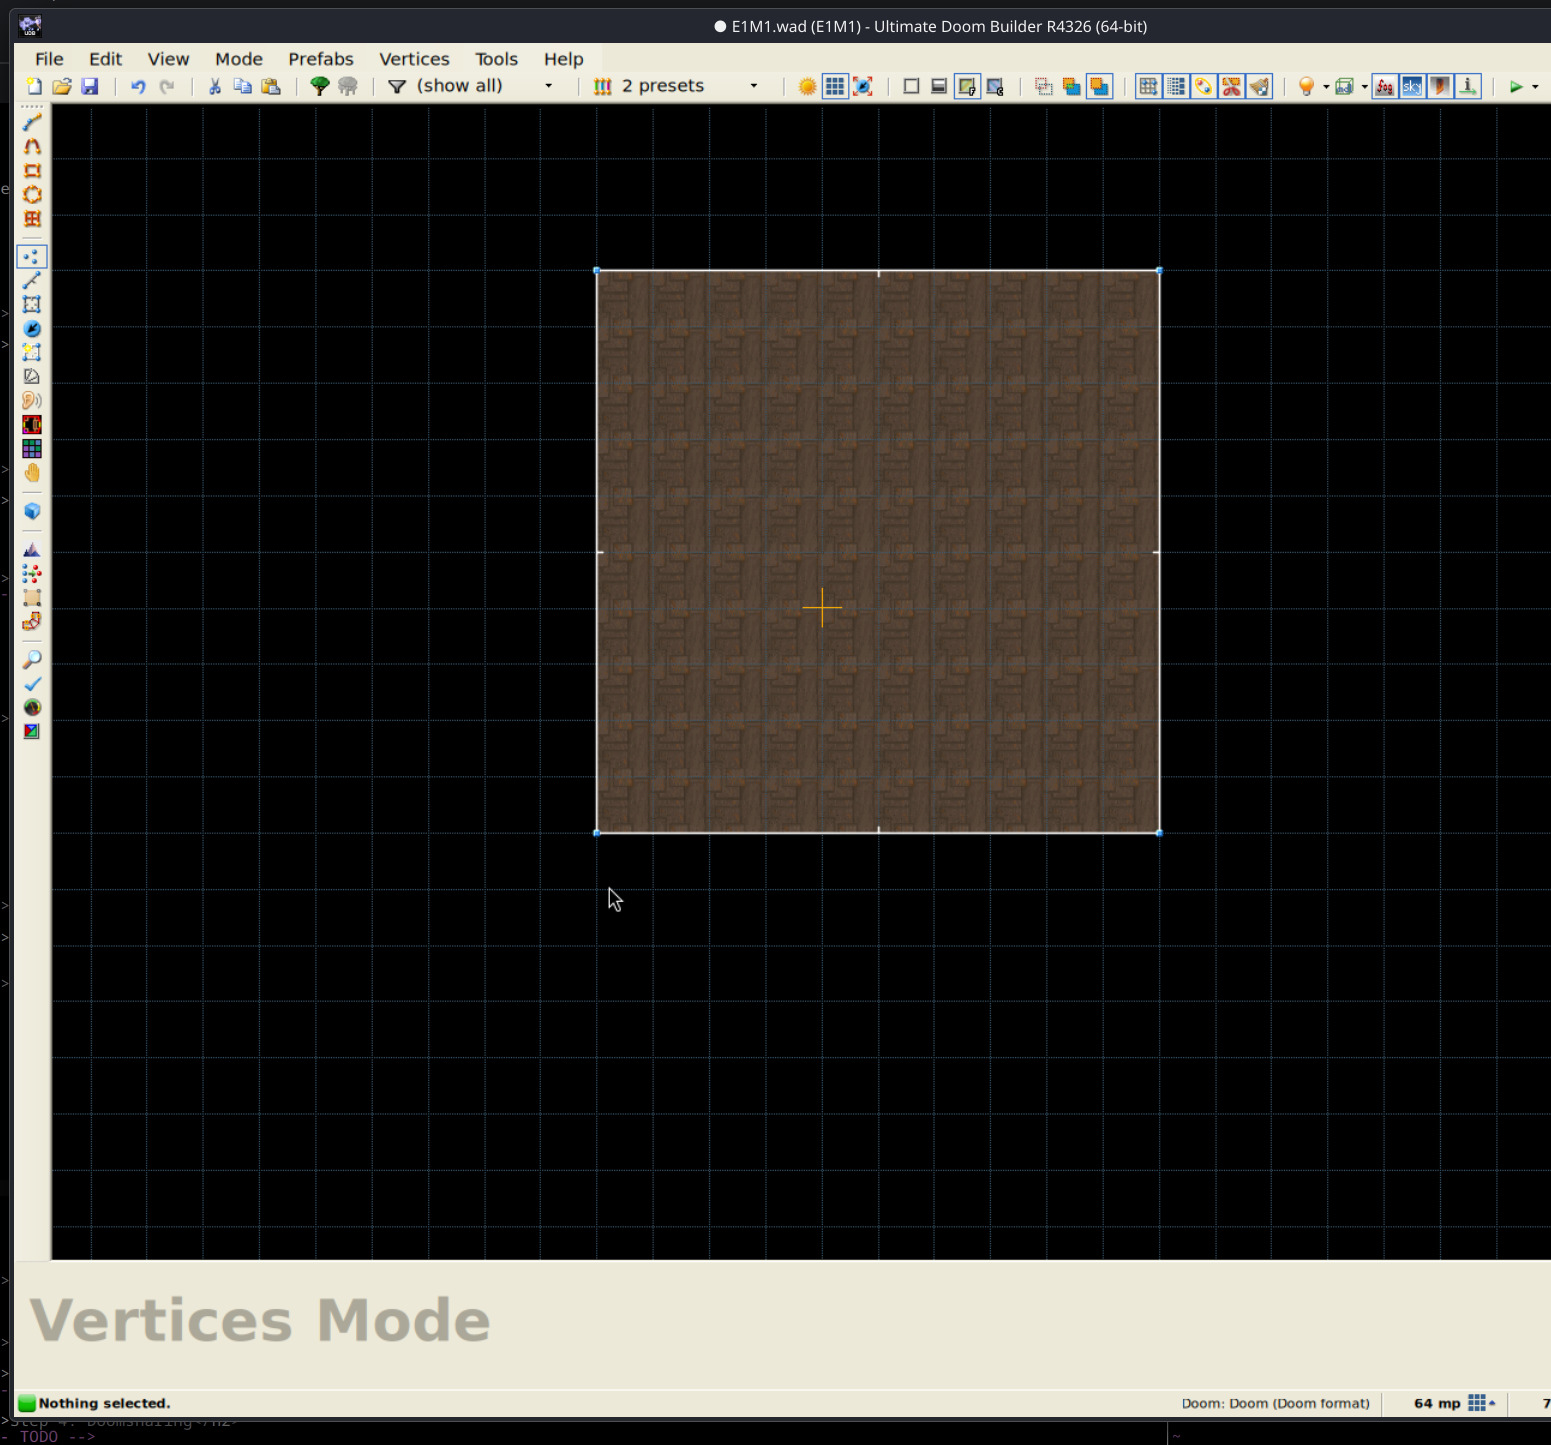 E1M1.wad (E1M1) - Ultimate Doom Builder R4326 (64-bit)
File Edit View Mode Prefabs Vertices Tools Help
(show all) 2 presets
Vertices Mode
Nothing selected. Doom: Doom (Doom format) 64 mp 7
- TODO --> ~